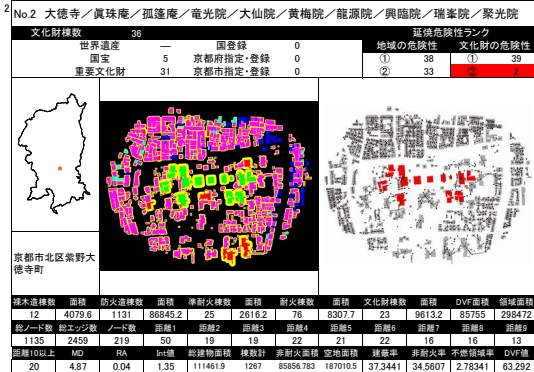 2
No.2 大徳寺／眞珠庵／孤篷庵／竜光院／大仙院／黄梅院／龍源院／興臨院／瑞峯院／聚光院
文化財棟数 36 延焼危険性ランク
世界遺産 ― 国登録 0 地域の危険性 文化財の危険性
国宝 5 京都府指定・登録 0 ① 38 ① 39
重要文化財 31 京都市指定・登録 0 ② 33 ② 2
京都市北区紫野大
徳寺町
裸木造棟数 面積 防火造棟数 面積 準耐火棟数 面積 耐火棟数 面積 文化財棟数 面積 DVF面積 領域面積
12 4079.6 1131 86845.2 25 2616.2 76 8307.7 23 9613.2 85755 298472
総ノード数 総エッジ数 ノード数 距離1 距離2 距離3 距離4 距離5 距離6 距離7 距離8 距離9
1135 2459 219 50 19 19 22 21 22 16 16 13
距離10以上 MD RA Int値 総建物面積 棟数計 非耐火面積 空地面積 建蔽率 非耐火率 不燃領域率 DVF値
20 4.87 0.04 1.35 111461.9 1267 85856.783 187010.5 37.3441 34.5607 2.78341 63.292